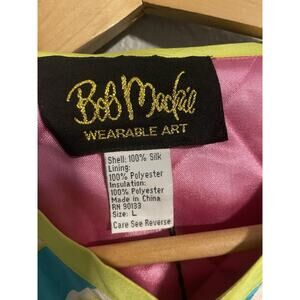 Bob Mackie
WEARABLE ART
Shell: 100% Silk
Lining:
100% Polyester
Insulation:
100% Polyester
Made in China
RN 90133
Size: L
Care See Reverse